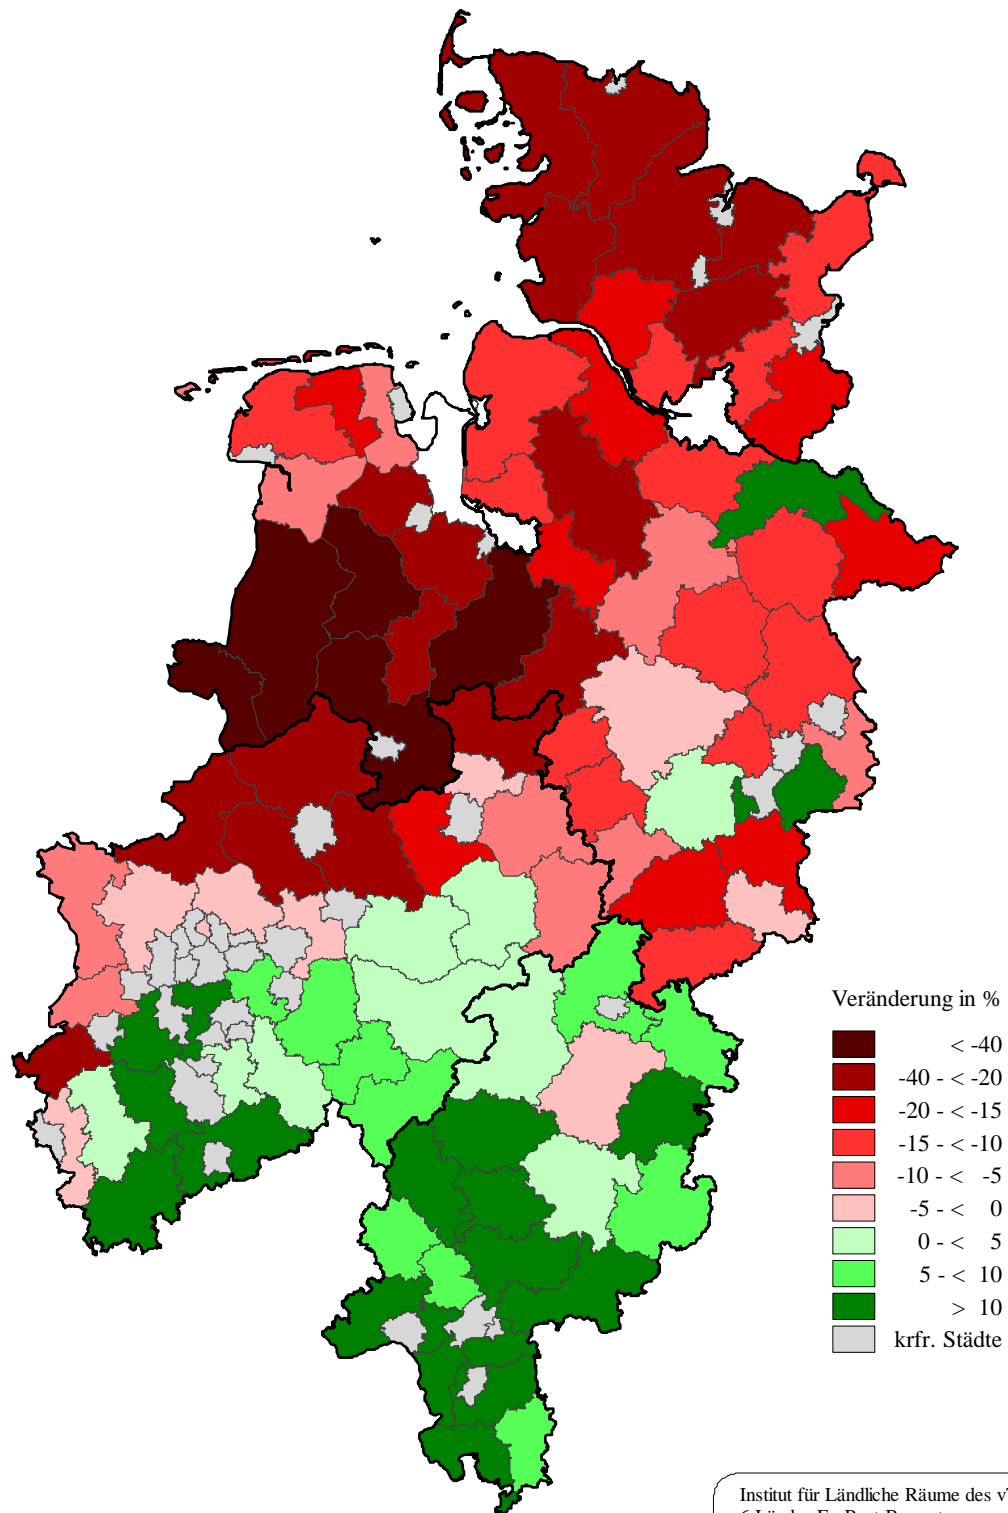 Veränderung in %
< -40
-40 - < -20
-20 - < -15
-15 - < -10
-10 - < -5
-5 - < 0
0 - < 5
5 - < 10
> 10
krfr. Städte
Institut für Ländliche Räume des